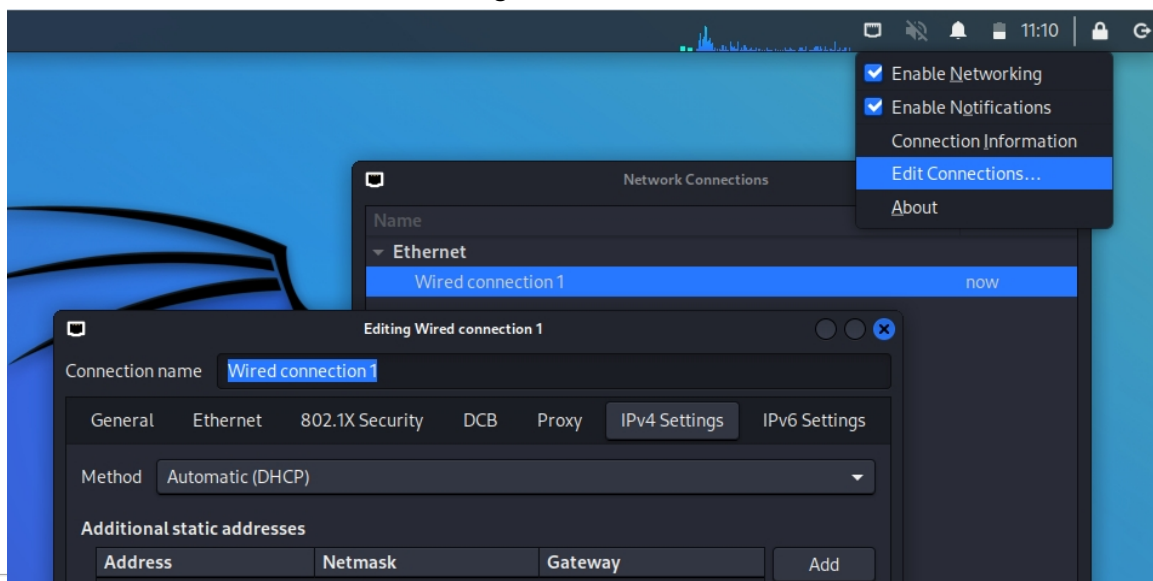 11:10
Enable Networking
Enable Notifications
Connection Information
Edit Connections...
About
Network Connections
Name
Ethernet
Wired connection 1 now
Editing Wired connection 1
Connection name Wired connection 1
General Ethernet 802.1X Security DCB Proxy IPv4 Settings IPv6 Settings
Method Automatic (DHCP)
Additional static addresses
Address Netmask Gateway Add